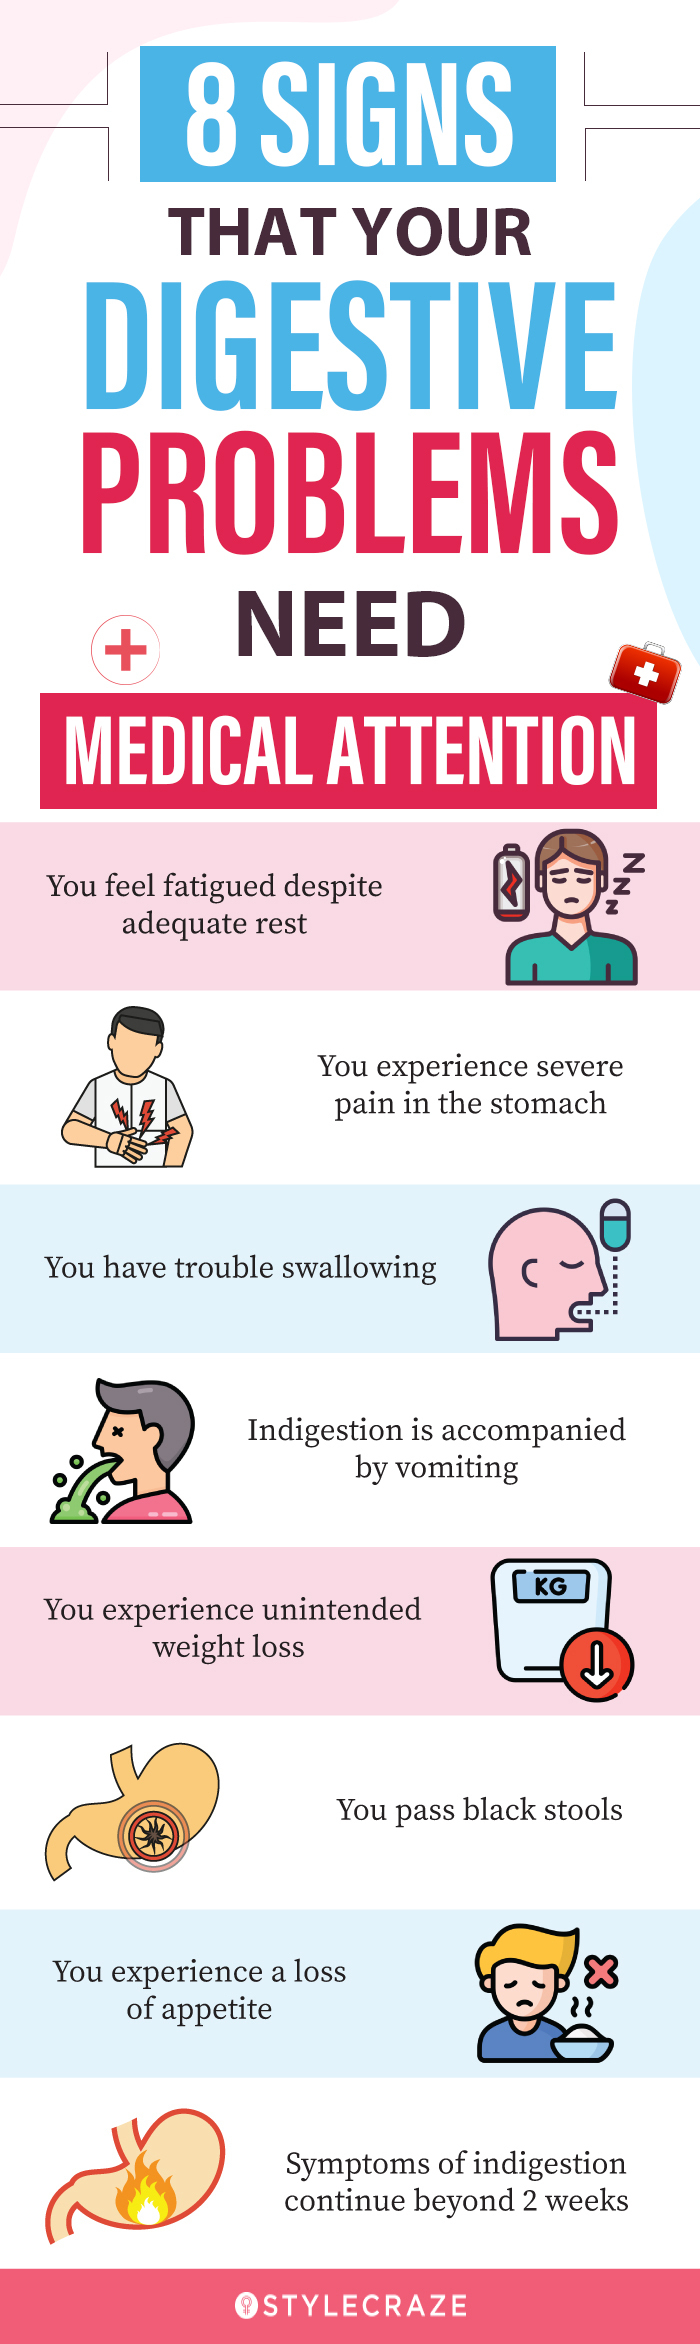 8 SIGNS
THAT YOUR
DIGESTIVE
PROBLEMS
NEED
MEDICAL ATTENTION
You feel fatigued despite
adequate rest
Z
Z
Z
You experience severe
pain in the stomach
You have trouble swallowing
Indigestion is accompanied
by vomiting
You experience unintended
weight loss
KG
You pass black stools
You experience a loss
of appetite
Symptoms of indigestion
continue beyond 2 weeks
STYLECRAZE